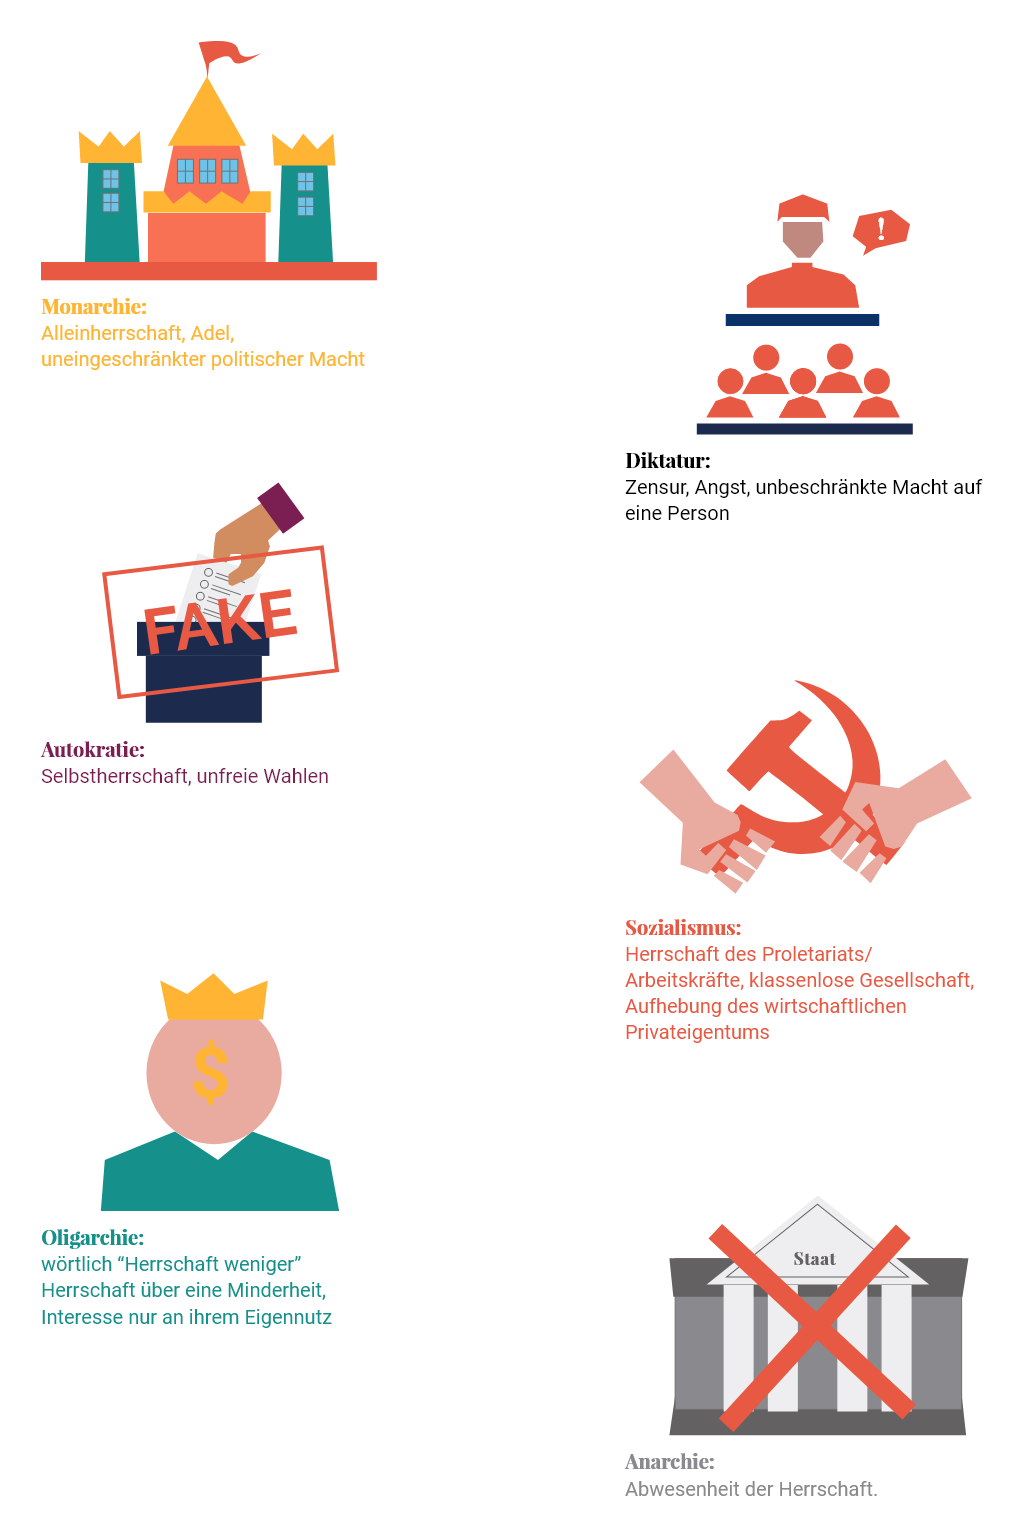 Monarchie:
Alleinherrschaft, Adel,
uneingeschränkter politischer Macht
!
Diktatur:
Zensur, Angst, unbeschränkte Macht auf
eine Person
FAKE
Autokratie:
Selbstherrschaft, unfreie Wahlen
Sozialismus:
Herrschaft des Proletariats/
Arbeitskräfte, klassenlose Gesellschaft,
Aufhebung des wirtschaftlichen
Privateigentums
$
Oligarchie:
wörtlich “Herrschaft weniger”
Herrschaft über eine Minderheit,
Interesse nur an ihrem Eigennutz
Staat
Anarchie:
Abwesenheit der Herrschaft.